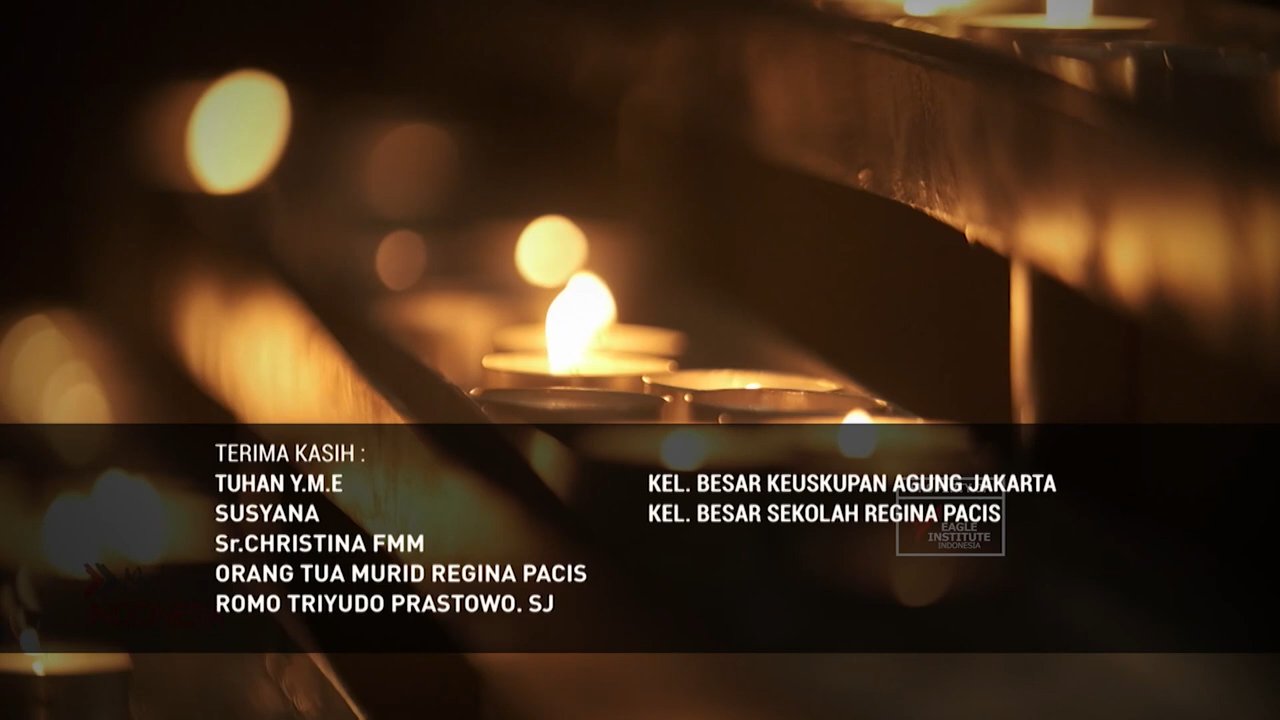 TERIMA KASIH :
TUHAN Y.M.E
SUSYANA
Sr.CHRISTINA FMM
ORANG TUA MURID REGINA PACIS
ROMO TRIYUDO PRASTOWO. SJ
KEL. BESAR KEUSKUPAN AGUNG JAKARTA
KEL. BESAR SEKOLAH REGINA PACIS
EAGLE
INSTITUTE
INDONESIA